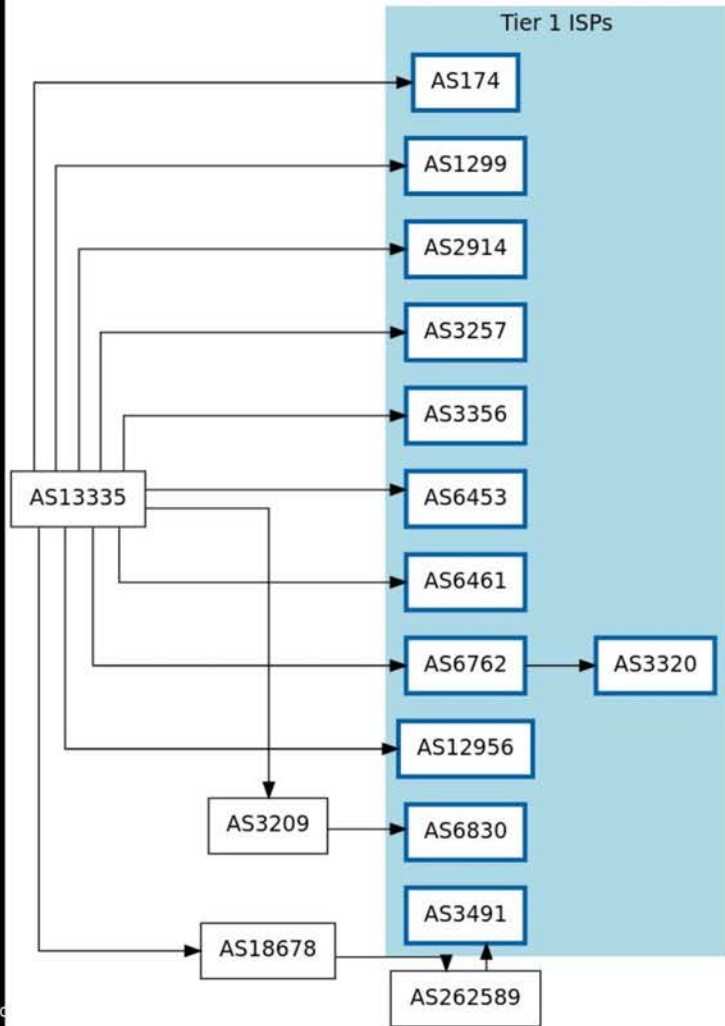 Tier 1 ISPs
AS174
AS1299
AS2914
AS3257
AS3356
AS13335
AS6453
AS6461
AS6762
AS3320
AS12956
AS3209
AS6830
AS3491
AS18678
AS262589